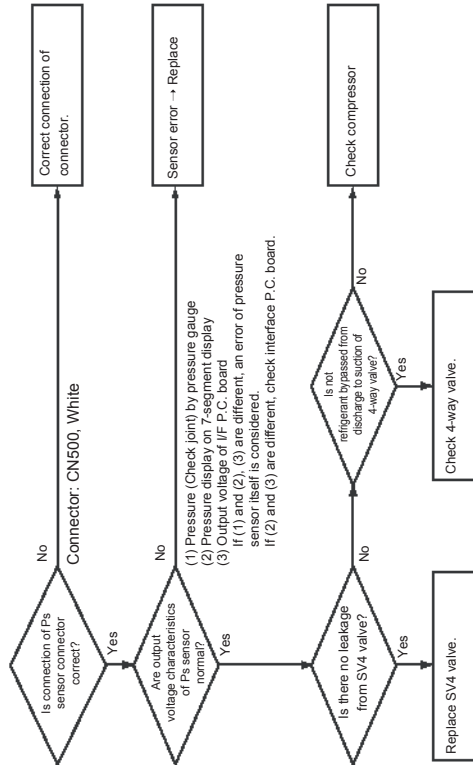 Is connection of Ps
sensor connector
correct?
No
Connector: CN500, White
Correct connection of
connector.
Yes
Are output
voltage characteristics
of Ps sensor
normal?
No
(1) Pressure (Check joint) by pressure gauge
(2) Pressure display on 7-segment display
(3) Output voltage of I/F P.C. board
If (1) and (2), (3) are different, an error of pressure
sensor itself is considered.
If (2) and (3) are different, check interface P.C. board.
Sensor error → Replace
Yes
Is there no leakage
from SV4 valve?
No
Yes
Replace SV4 valve.
Is not
refrigerant bypassed from
discharge to suction of
4-way valve?
No
Yes
Check 4-way valve.
Check compressor